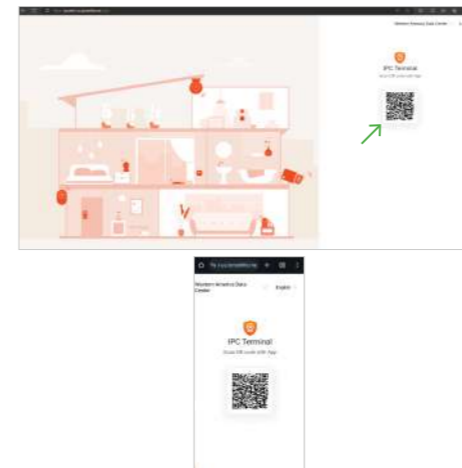 Western America Data Center
IPC Terminal
Scan QR code with App
Western America Data
Center
English
IPC Terminal
Scan QR code with App